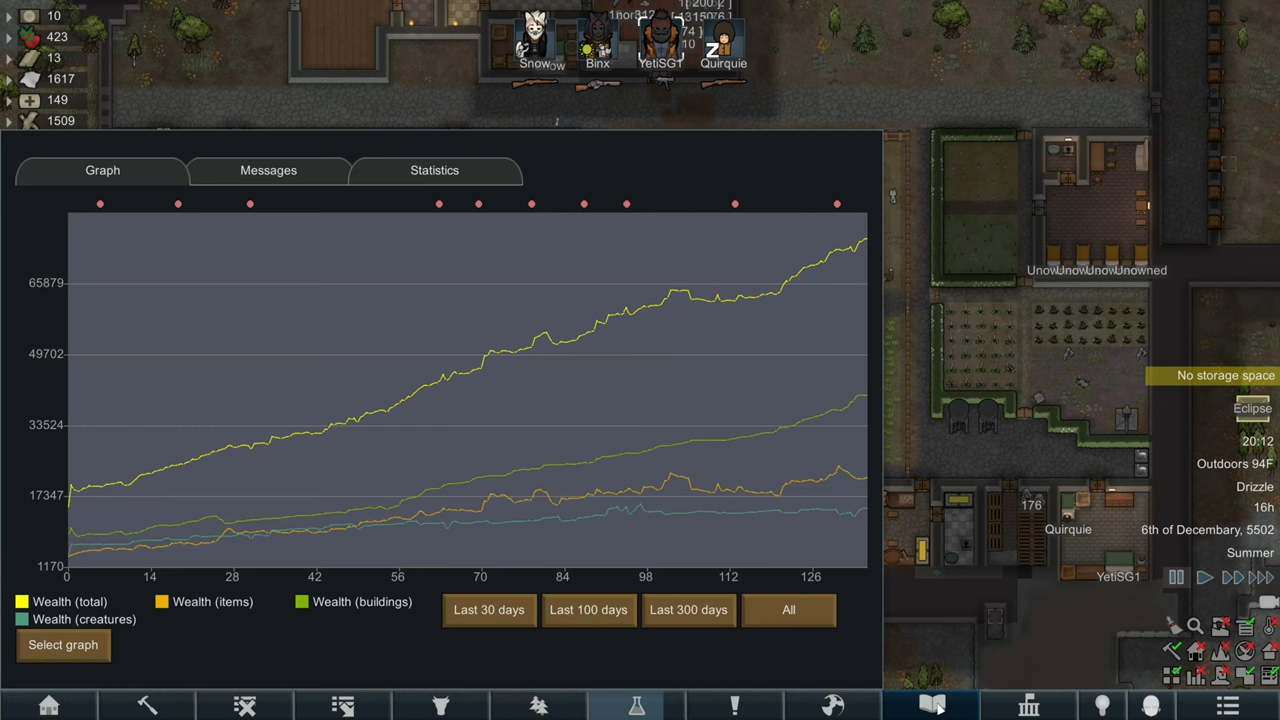 10
423
13
1617
149
1509
Snow
Binx
YetiSG1
Quirquie
Graph
Messages
Statistics
65879
49702
33524
17347
1170
0 14 28 42 56 70 84 98 112 126
Wealth (total)
Wealth (items)
Wealth (buildings)
Wealth (creatures)
Last 30 days
Last 100 days
Last 300 days
All
Select graph
Unowned
No storage space
Eclipse
20:12
Outdoors 94F
Drizzle
16h
6th of Decembary, 5502
Summer
176
Quirquie
YetiSG1